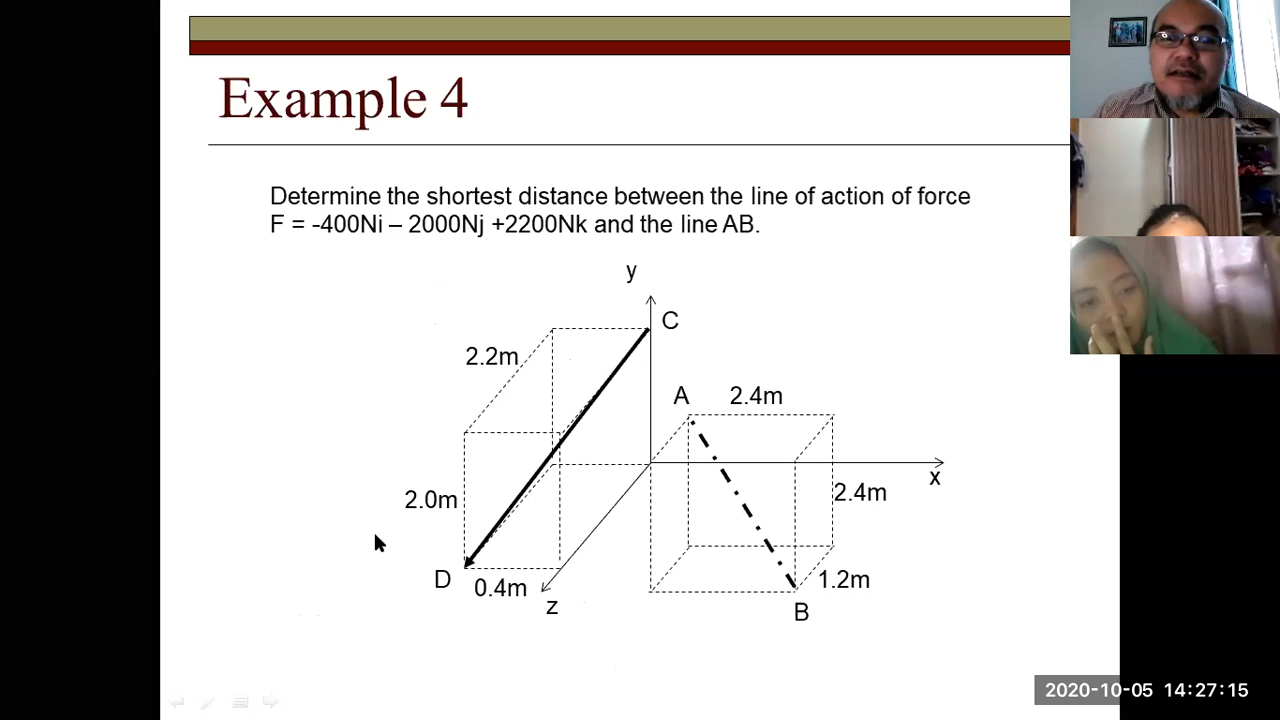 Example 4
Determine the shortest distance between the line of action of force
F = -400Ni – 2000Nj +2200Nk and the line AB.
y
C
2.2m
A
2.4m
x
2.4m
2.0m
D
0.4m
z
1.2m
B
2020-10-05 14:27:15